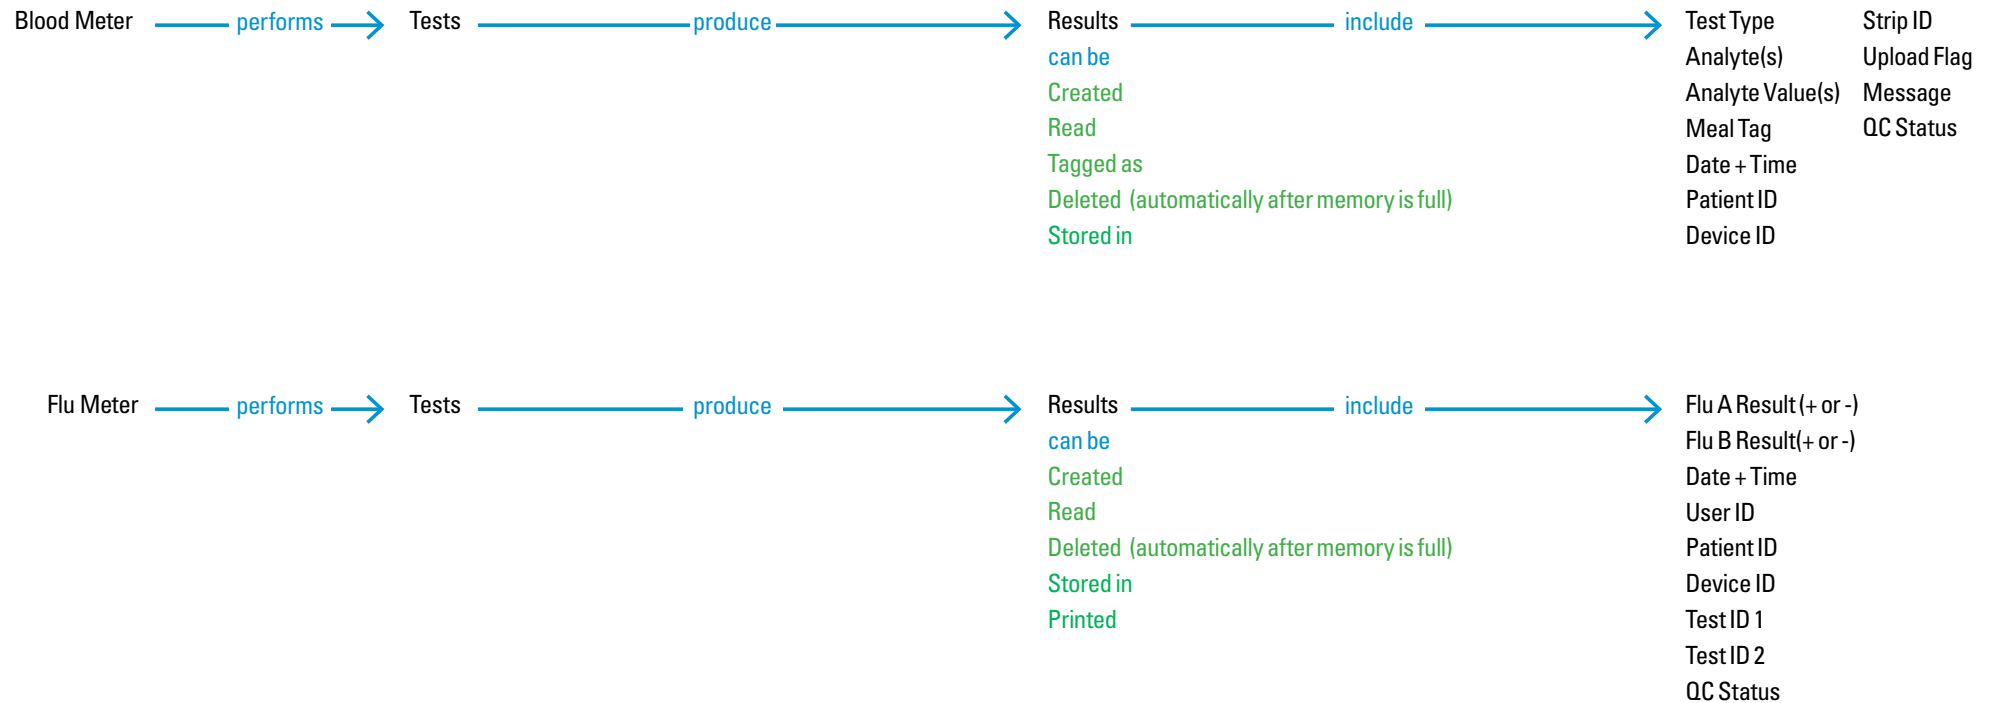 Blood Meter performs Tests produce Results include Test Type Strip ID
can be Analyte(s) Upload Flag
Created Analyte Value(s) Message
Read Meal Tag QC Status
Tagged as Date + Time
Deleted (automatically after memory is full) Patient ID
Stored in Device ID
Flu Meter performs Tests produce Results include Flu A Result (+ or -)
can be Flu B Result(+ or -)
Created Date + Time
Read User ID
Deleted (automatically after memory is full) Patient ID
Stored in Device ID
Printed Test ID 1
Test ID 2
QC Status